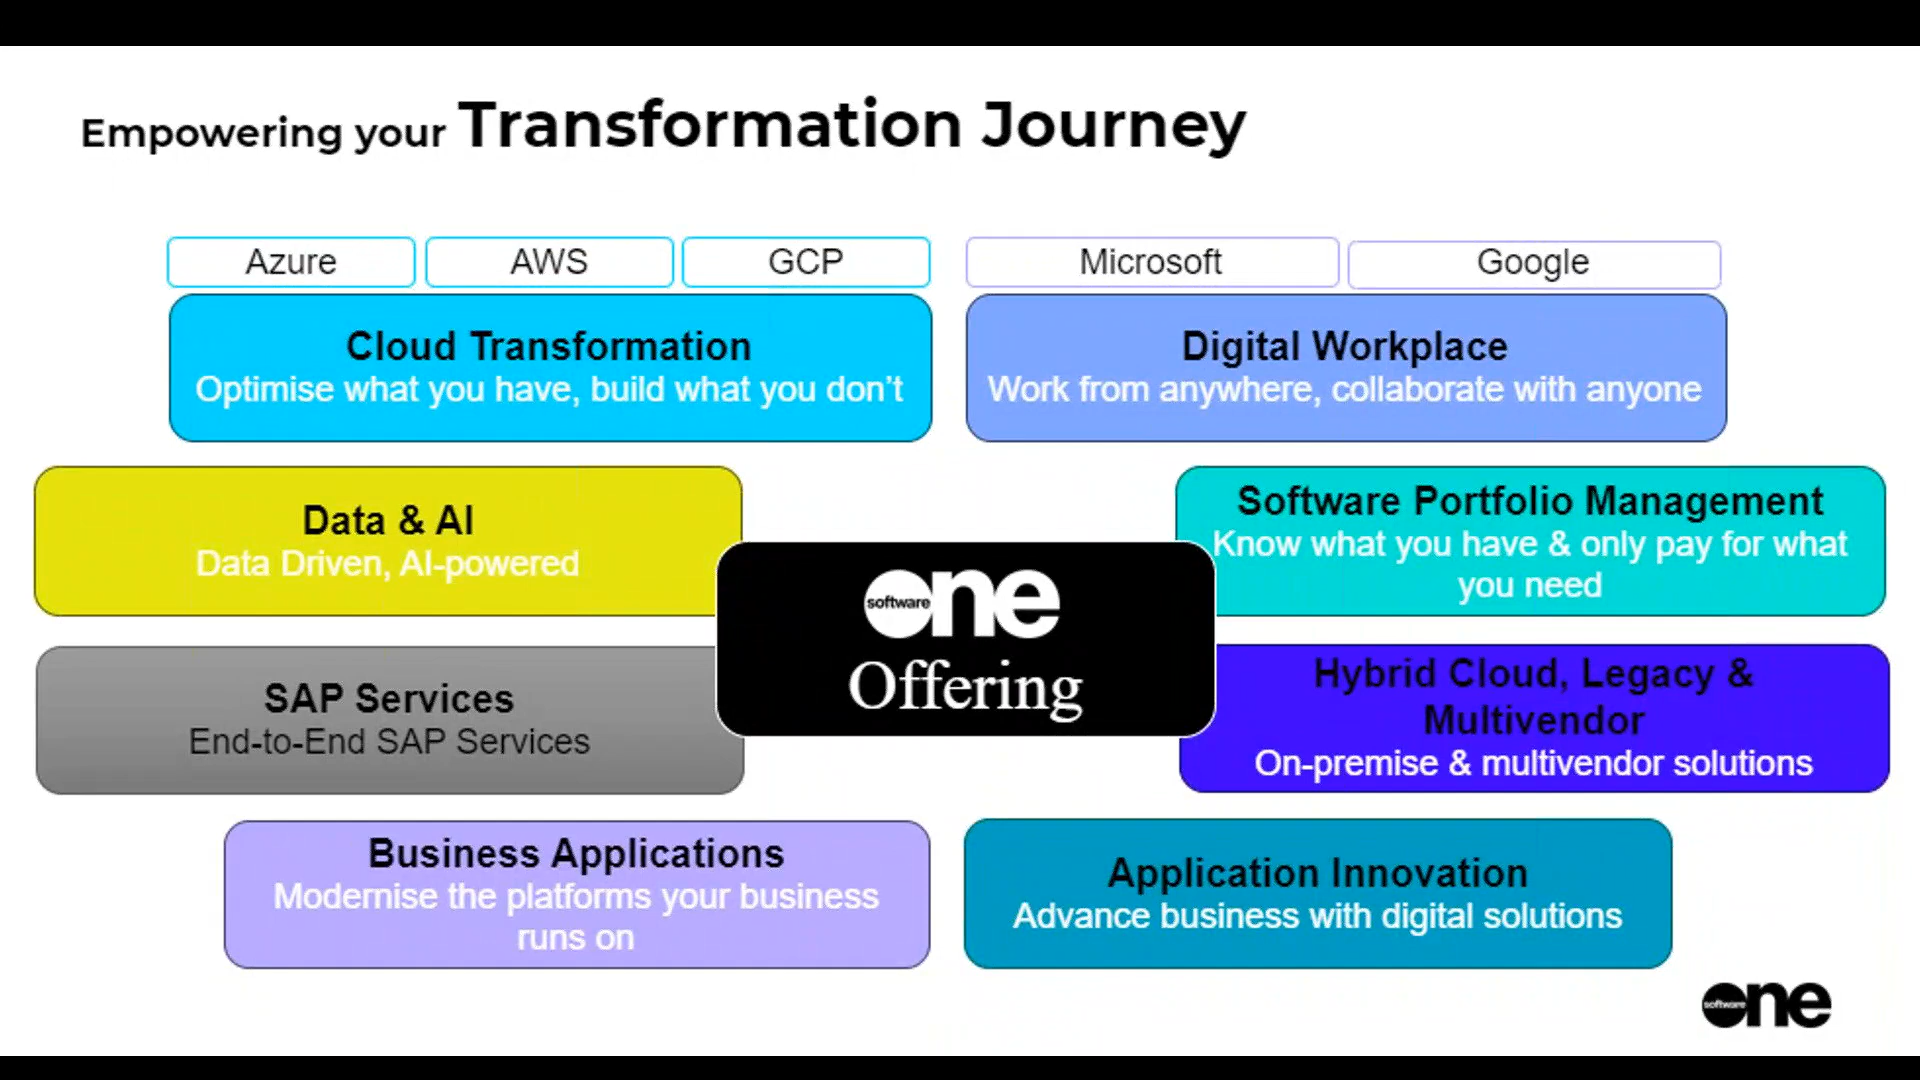 Empowering your Transformation Journey
Azure
AWS
GCP
Microsoft
Google
Cloud Transformation
Optimise what you have, build what you don’t
Digital Workplace
Work from anywhere, collaborate with anyone
Data & AI
Data Driven, AI-powered
Software Portfolio Management
Know what you have & only pay for what
you need
software one
Offering
SAP Services
End-to-End SAP Services
Hybrid Cloud, Legacy &
Multivendor
On-premise & multivendor solutions
Business Applications
Modernise the platforms your business
runs on
Application Innovation
Advance business with digital solutions
software one